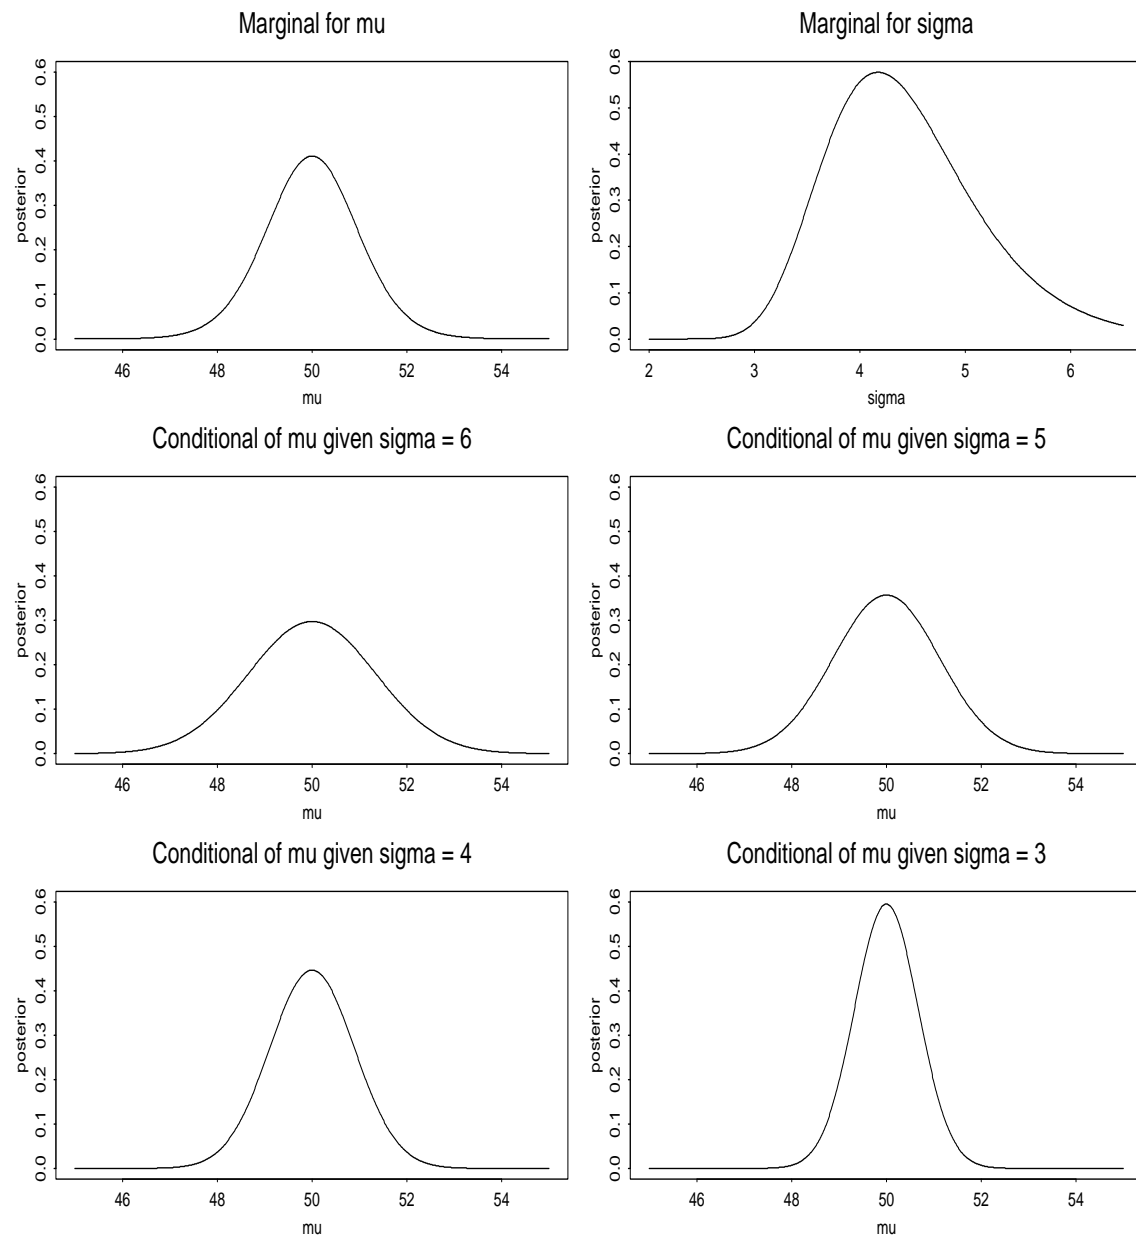 Marginal for mu
posterior
0.0 0.1 0.2 0.3 0.4 0.5 0.6
46 48 50 52 54
mu
Marginal for sigma
posterior
0.0 0.1 0.2 0.3 0.4 0.5 0.6
2 3 4 5 6
sigma
Conditional of mu given sigma = 6
posterior
0.0 0.1 0.2 0.3 0.4 0.5 0.6
46 48 50 52 54
mu
Conditional of mu given sigma = 5
posterior
0.0 0.1 0.2 0.3 0.4 0.5 0.6
46 48 50 52 54
mu
Conditional of mu given sigma = 4
posterior
0.0 0.1 0.2 0.3 0.4 0.5 0.6
46 48 50 52 54
mu
Conditional of mu given sigma = 3
posterior
0.0 0.1 0.2 0.3 0.4 0.5 0.6
46 48 50 52 54
mu